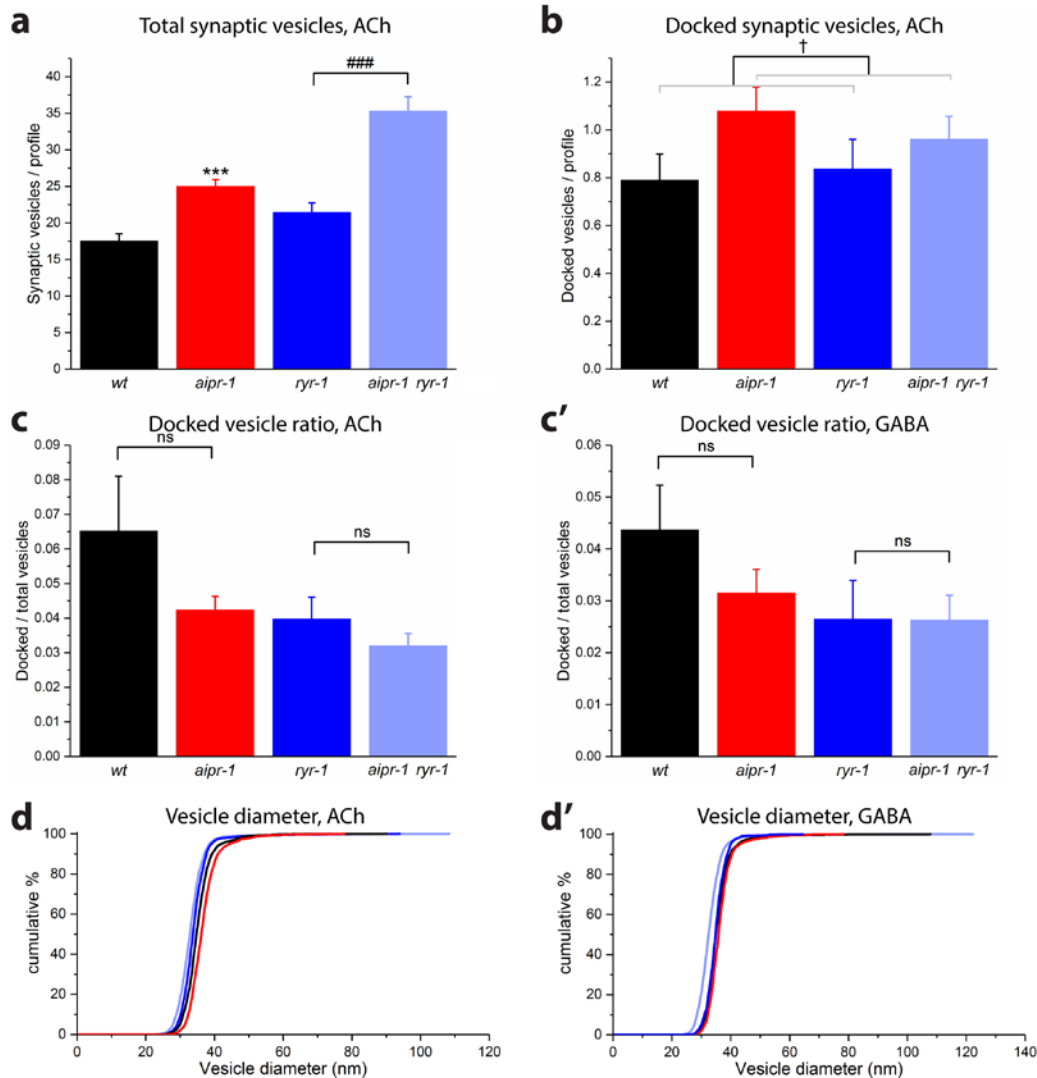 a
Total synaptic vesicles, ACh
Synaptic vesicles / profile
40
35
30
25
20
15
10
5
0
***
###
wt
aipr-1
ryr-1
aipr-1 ryr-1
b
Docked synaptic vesicles, ACh
Docked vesicles / profile
1.2
1.0
0.8
0.6
0.4
0.2
0.0
†
wt
aipr-1
ryr-1
aipr-1 ryr-1
c
Docked vesicle ratio, ACh
Docked / total vesicles
0.09
0.08
0.07
0.06
0.05
0.04
0.03
0.02
0.01
0.00
ns
ns
wt
aipr-1
ryr-1
aipr-1 ryr-1
c'
Docked vesicle ratio, GABA
Docked / total vesicles
0.06
0.05
0.04
0.03
0.02
0.01
0.00
ns
ns
wt
aipr-1
ryr-1
aipr-1 ryr-1
d
Vesicle diameter, ACh
cumulative %
100
80
60
40
20
0
0 20 40 60 80 100 120
Vesicle diameter (nm)
d'
Vesicle diameter, GABA
cumulative %
100
80
60
40
20
0
0 20 40 60 80 100 120 140
Vesicle diameter (nm)